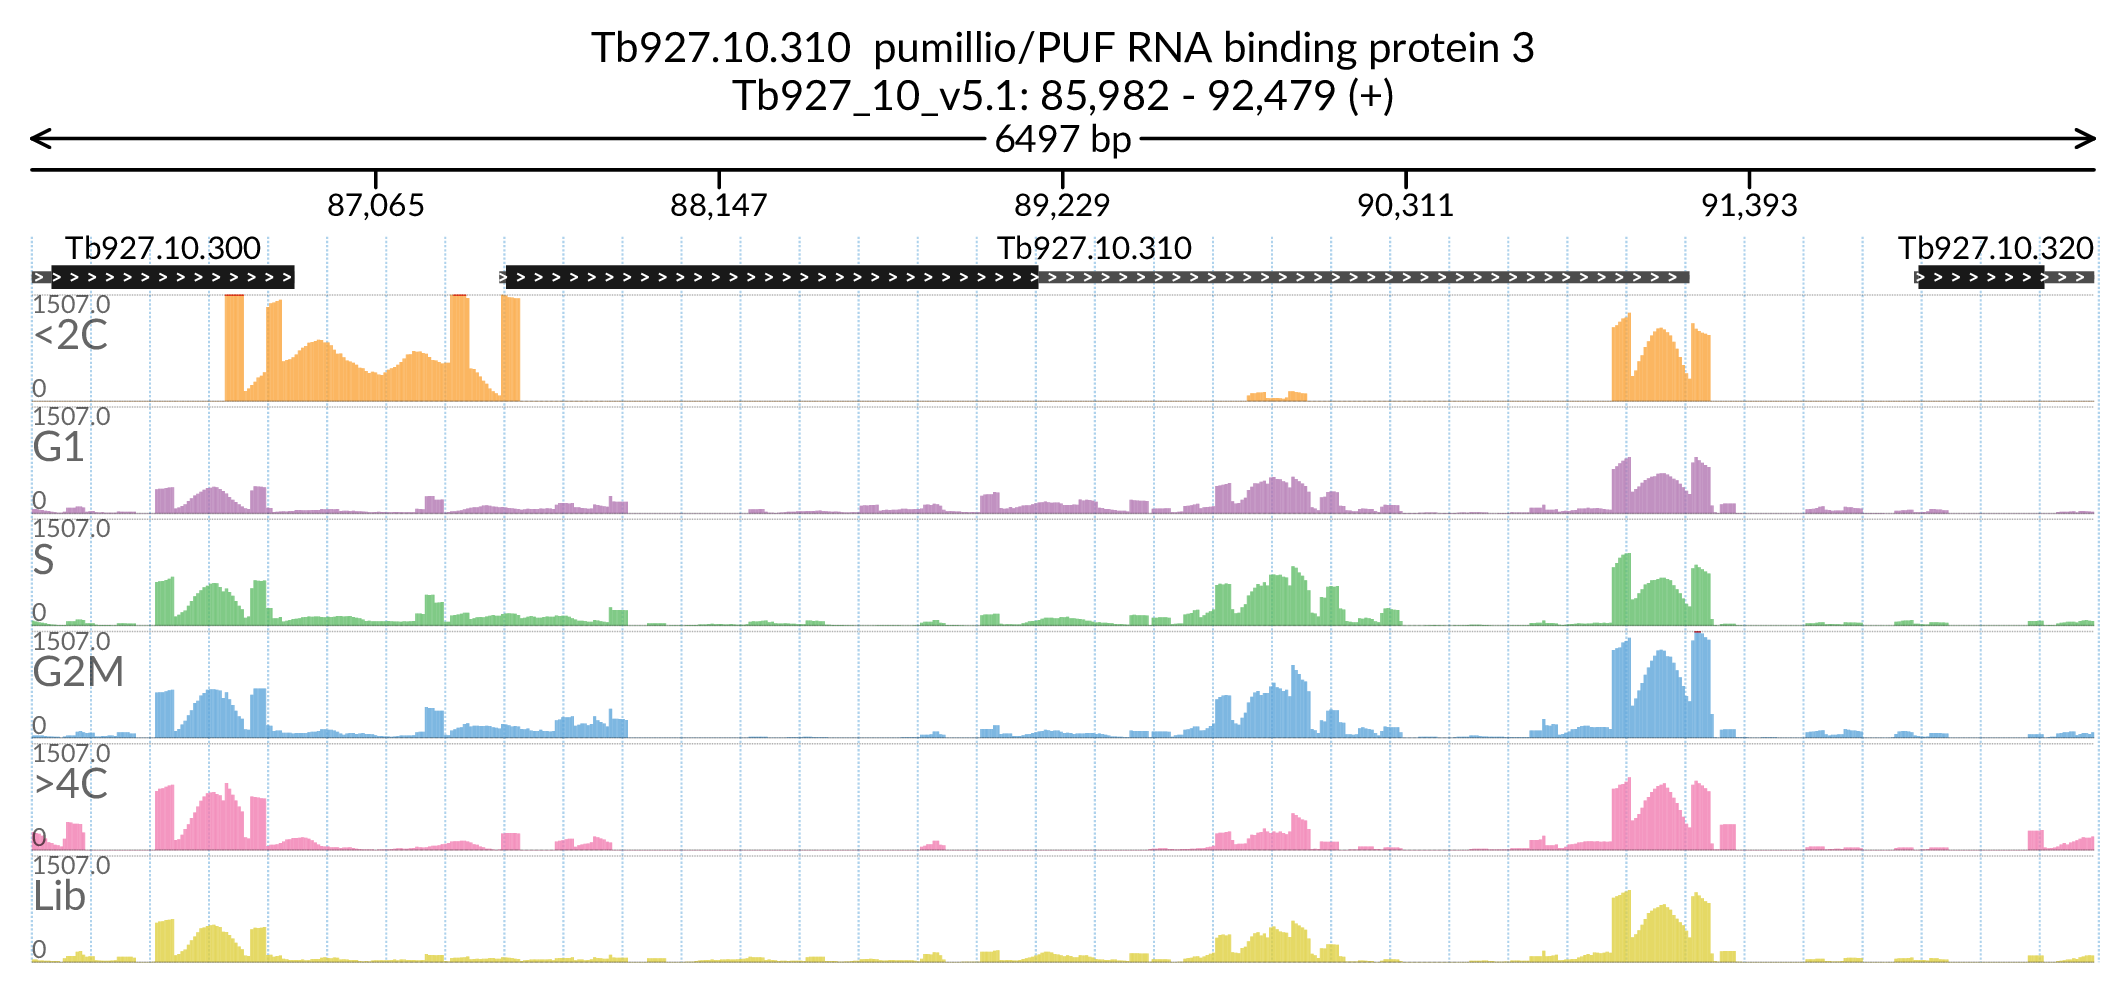 Tb927.10.310  pumillio/PUF RNA binding protein 3
Tb927_10_v5.1: 85,982 - 92,479 (+)
6497 bp
87,065 88,147 89,229 90,311 91,393
Tb927.10.300 Tb927.10.310 Tb927.10.320
1507.0
<2C
0
1507.0
G1
0
1507.0
S
0
1507.0
G2M
0
1507.0
>4C
0
1507.0
Lib
0